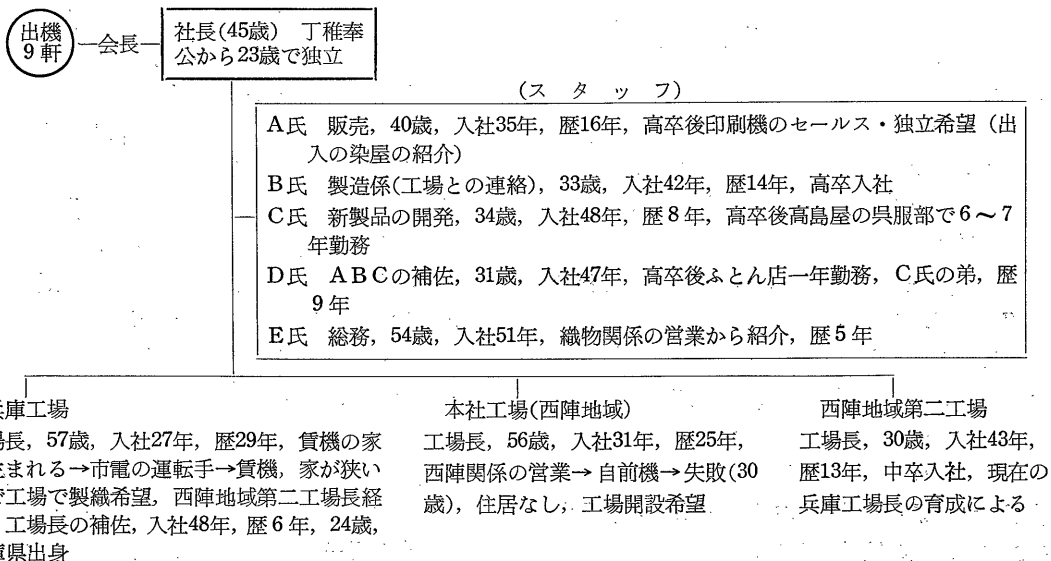 出機
9軒
会長
社長(45歳) 丁稚奉
公から23歳で独立
(スタッフ)
A氏 販売,40歳,入社35年,歴16年,高卒後印刷機のセールス・独立希望(出
入の染屋の紹介)
B氏 製造係(工場との連絡),33歳,入社42年,歴14年,高卒入社
C氏 新製品の開発,34歳,入社48年,歴8年,高卒後高島屋の呉服部で6〜7
年勤務
D氏 ABCの補佐,31歳,入社47年,高卒後ふとん店一年勤務,C氏の弟,歴
9年
E氏 総務,54歳,入社51年,織物関係の営業から紹介,歴5年
兵庫工場
場長,57歳,入社27年,歴29年,賃機の家
生まれる→市電の運転手→賃機,家が狭い
で工場で製織希望,西陣地域第二工場長経
工場長の補佐,入社48年,歴6年,24歳,
庫県出身
本社工場(西陣地域)
工場長,56歳,入社31年,歴25年,
西陣関係の営業→自前機→失敗(30
歳),住居なし,工場開設希望
西陣地域第二工場
工場長,30歳,入社43年,
歴13年,中卒入社,現在の
兵庫工場長の育成による